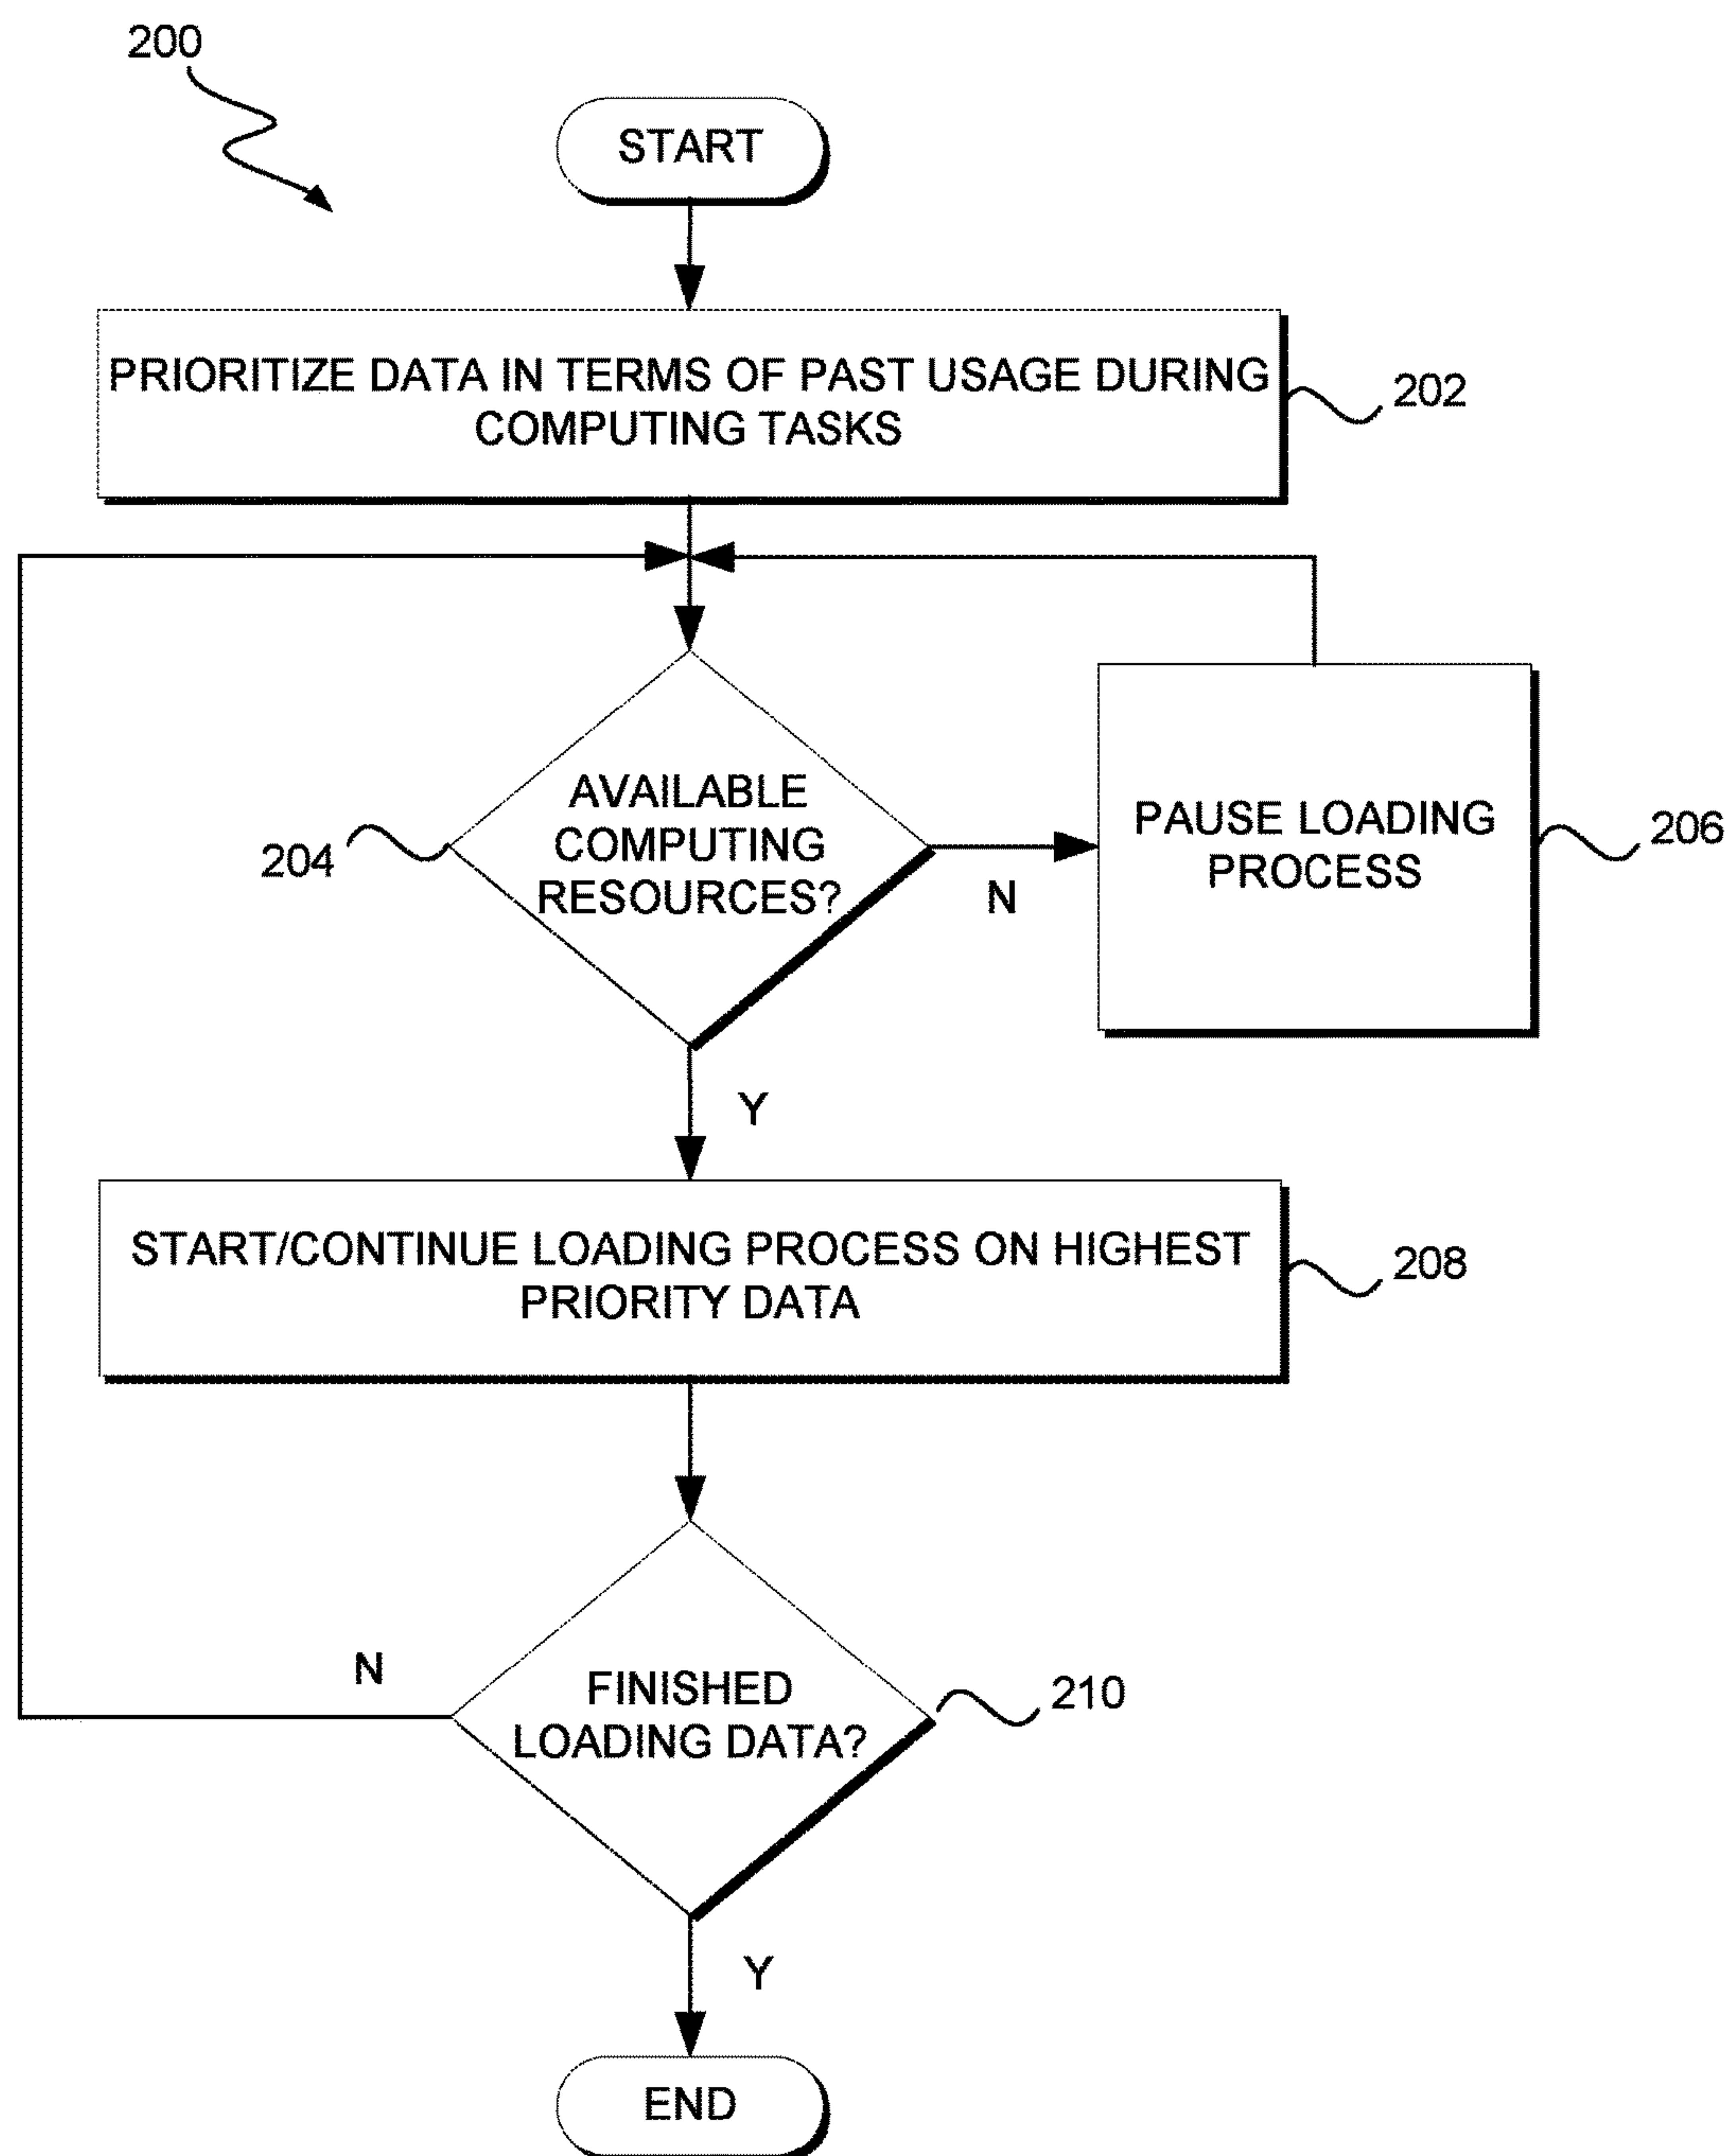 200
START
PRIORITIZE DATA IN TERMS OF PAST USAGE DURING
COMPUTING TASKS
202
AVAILABLE
COMPUTING
RESOURCES?
204
N
PAUSE LOADING
PROCESS
206
Y
START/CONTINUE LOADING PROCESS ON HIGHEST
PRIORITY DATA
208
N
FINISHED
LOADING DATA?
210
Y
END